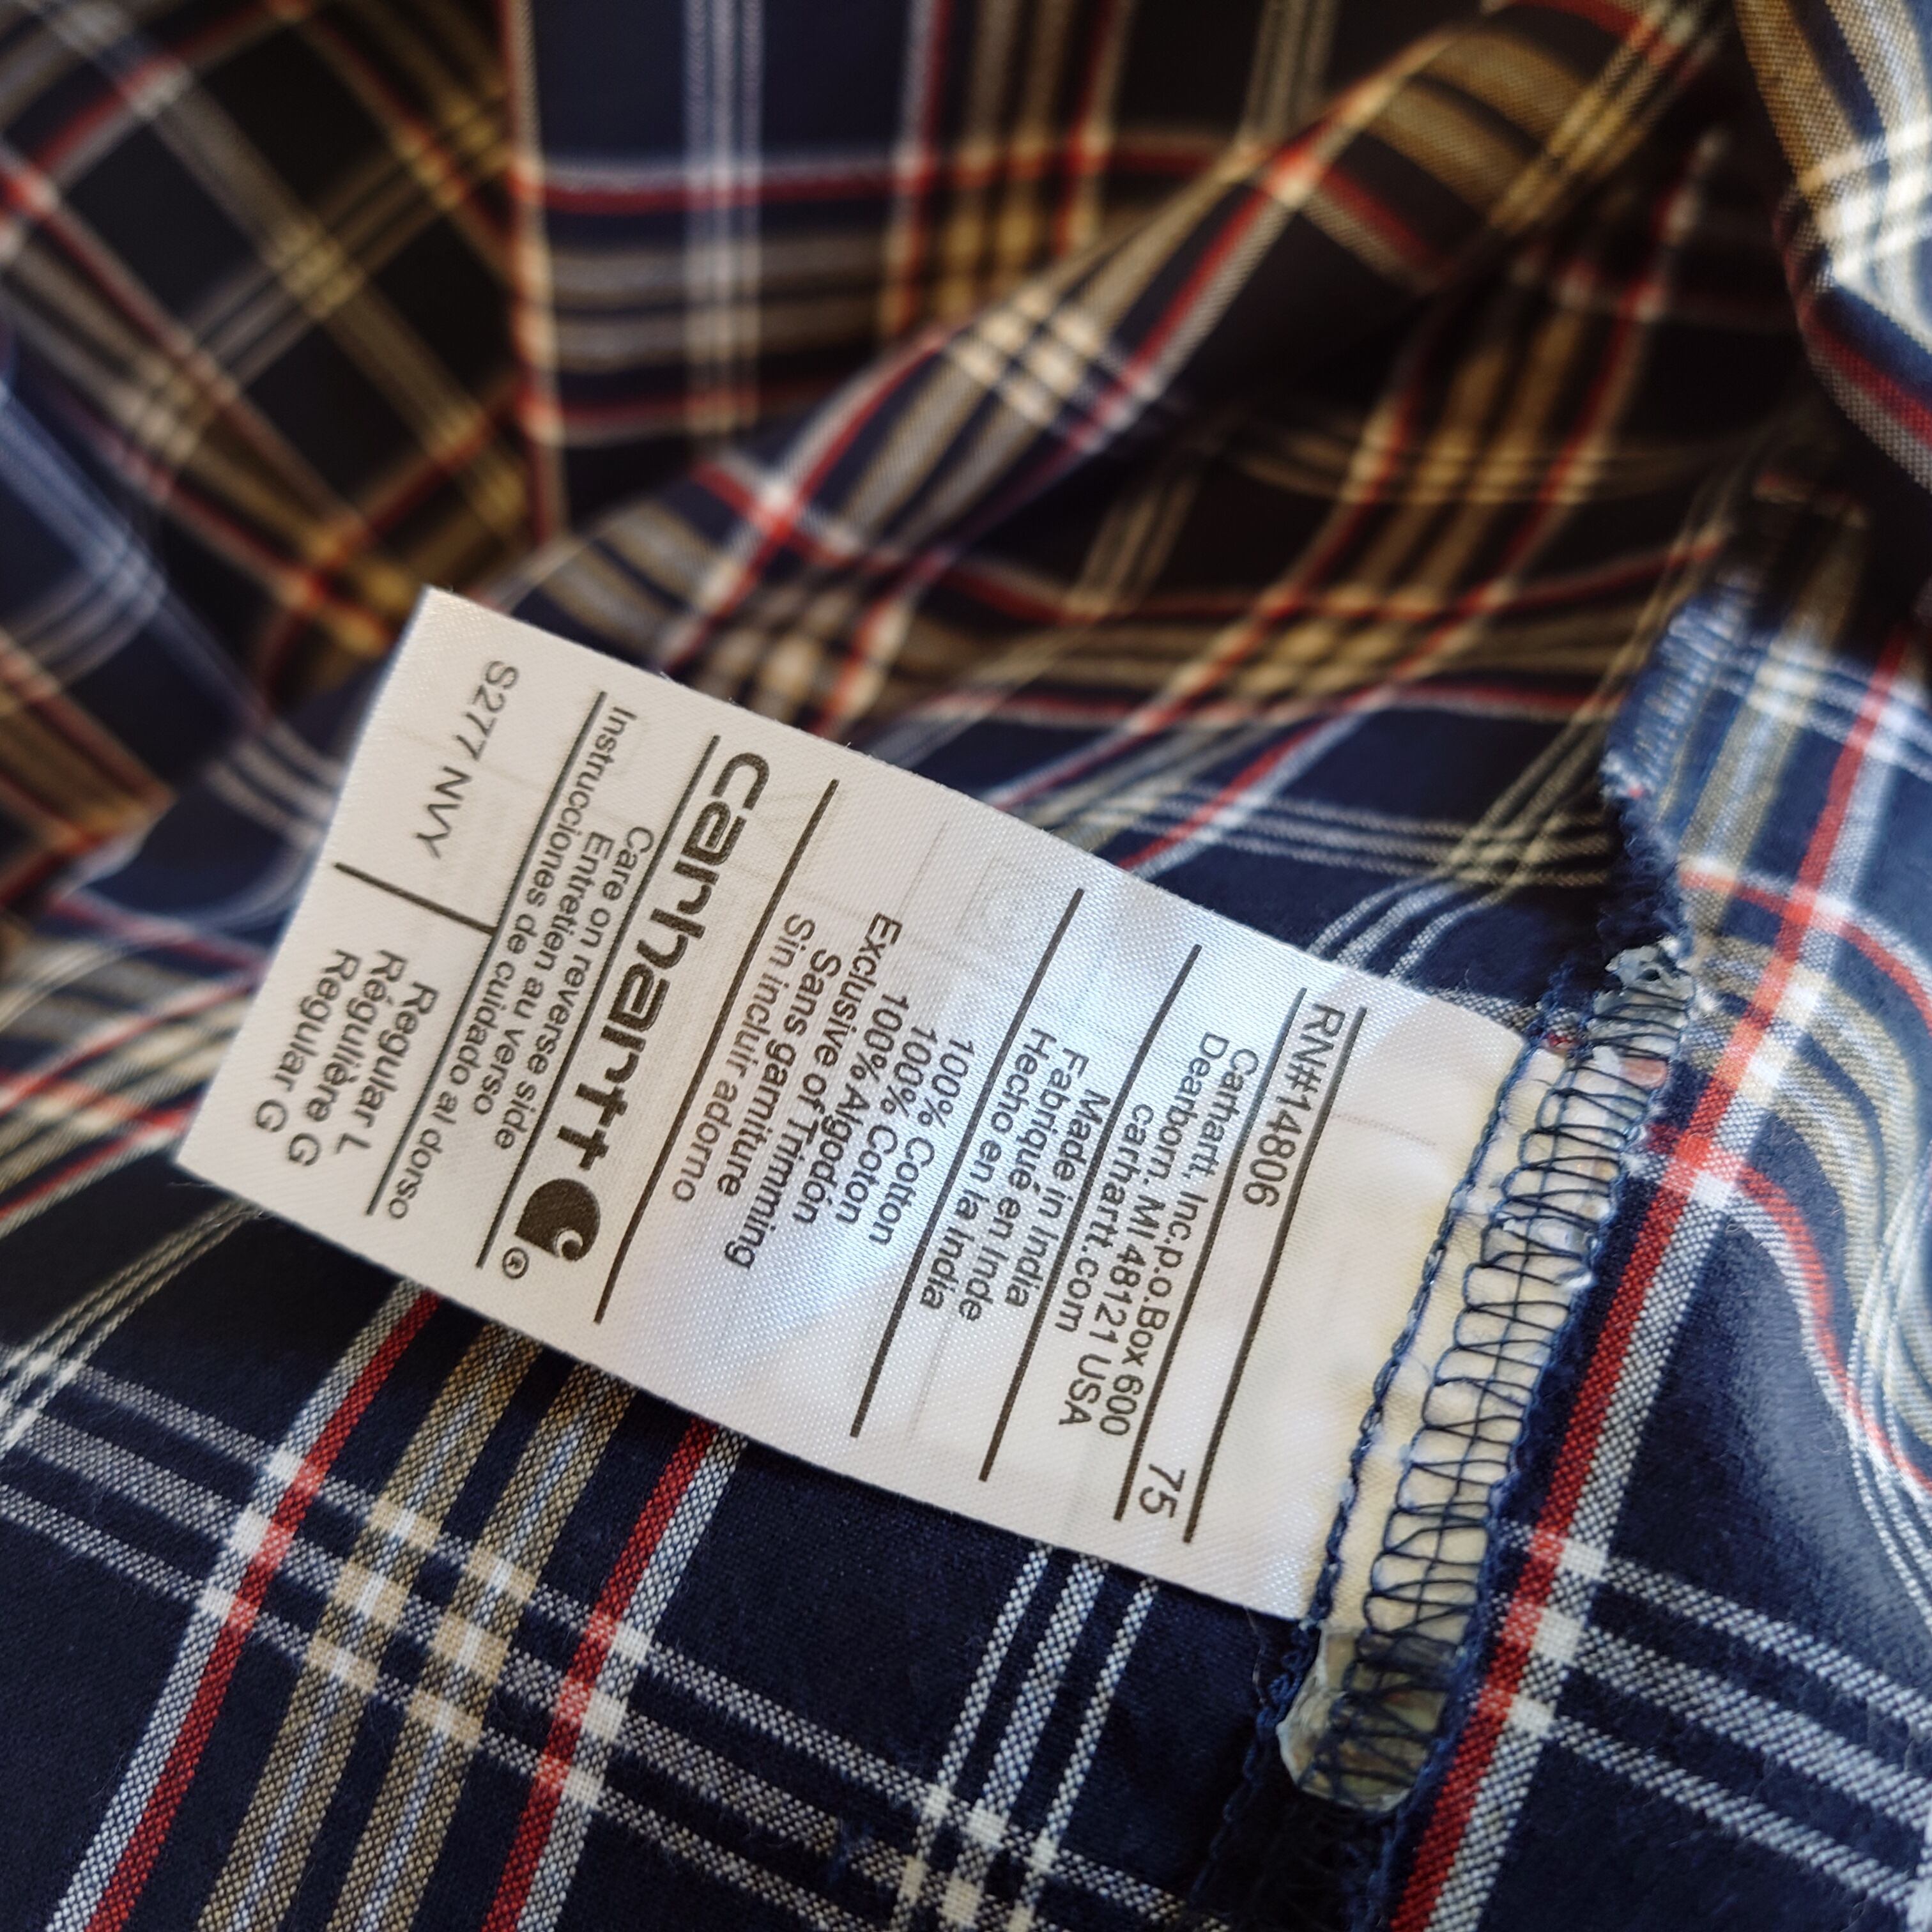 S277 NVY
Regular L
Régulière G
Regular G
Care on reverse side
Entretien au verso
Instrucciones de cuidado al dorso
carhartt ®
100% Cotton
100% Coton
100% Algodón
Exclusive of Trimming
Sans garniture
Sin incluir adorno
Made in India
Fabriqué en Inde
Hecho en la India
Carhartt, Inc.p.o.Box 600
Dearborn, MI 48121 USA
carhartt.com
RN#14806
75